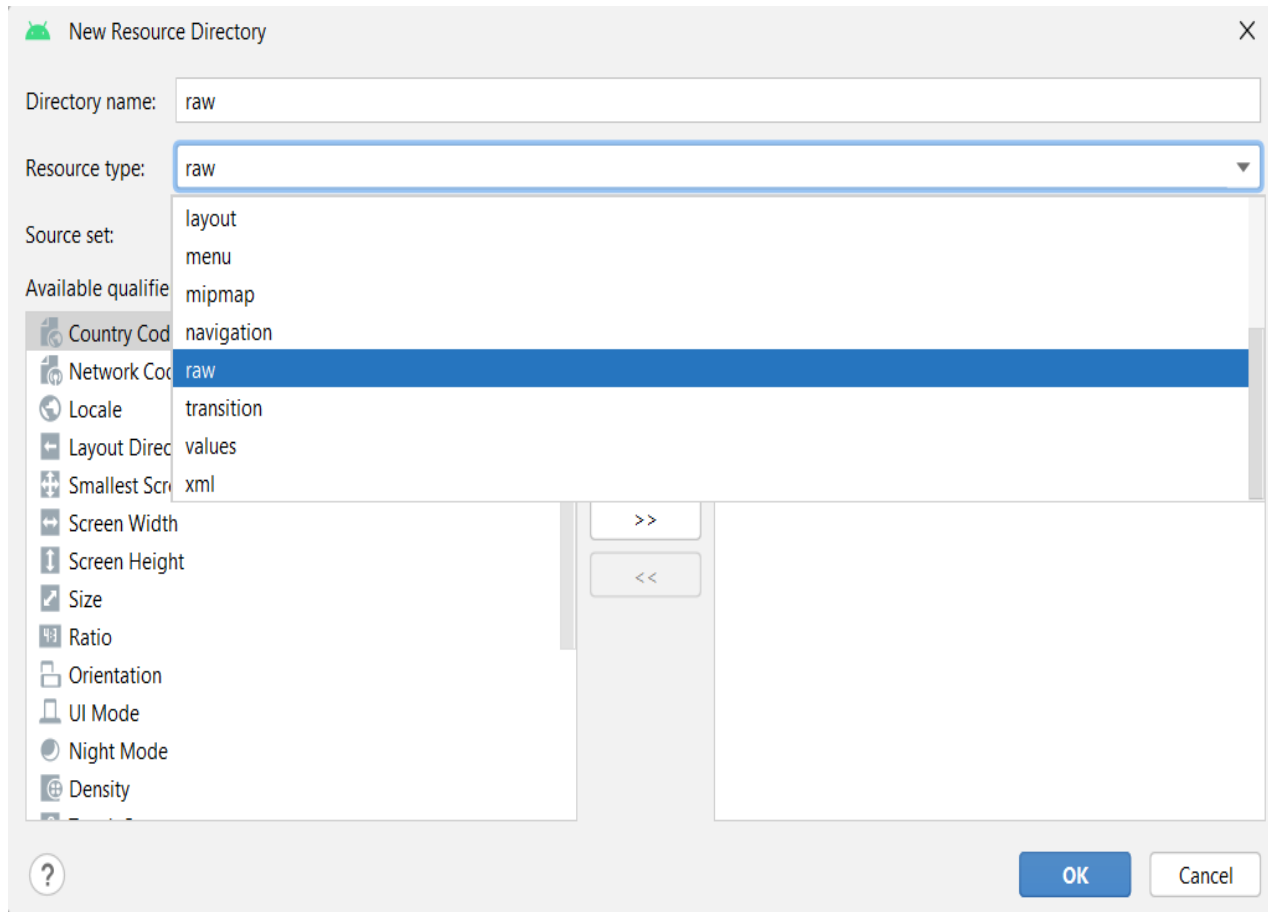 New Resource Directory
Directory name: raw
Resource type: raw
layout
Source set:
menu
Available qualifie
mipmap
Country Cod
navigation
Network Coc
raw
Locale
transition
Layout Direc
values
Smallest Scr
xml
Screen Width
>>
Screen Height
<<
Size
Ratio
Orientation
UI Mode
Night Mode
Density
?
OK
Cancel